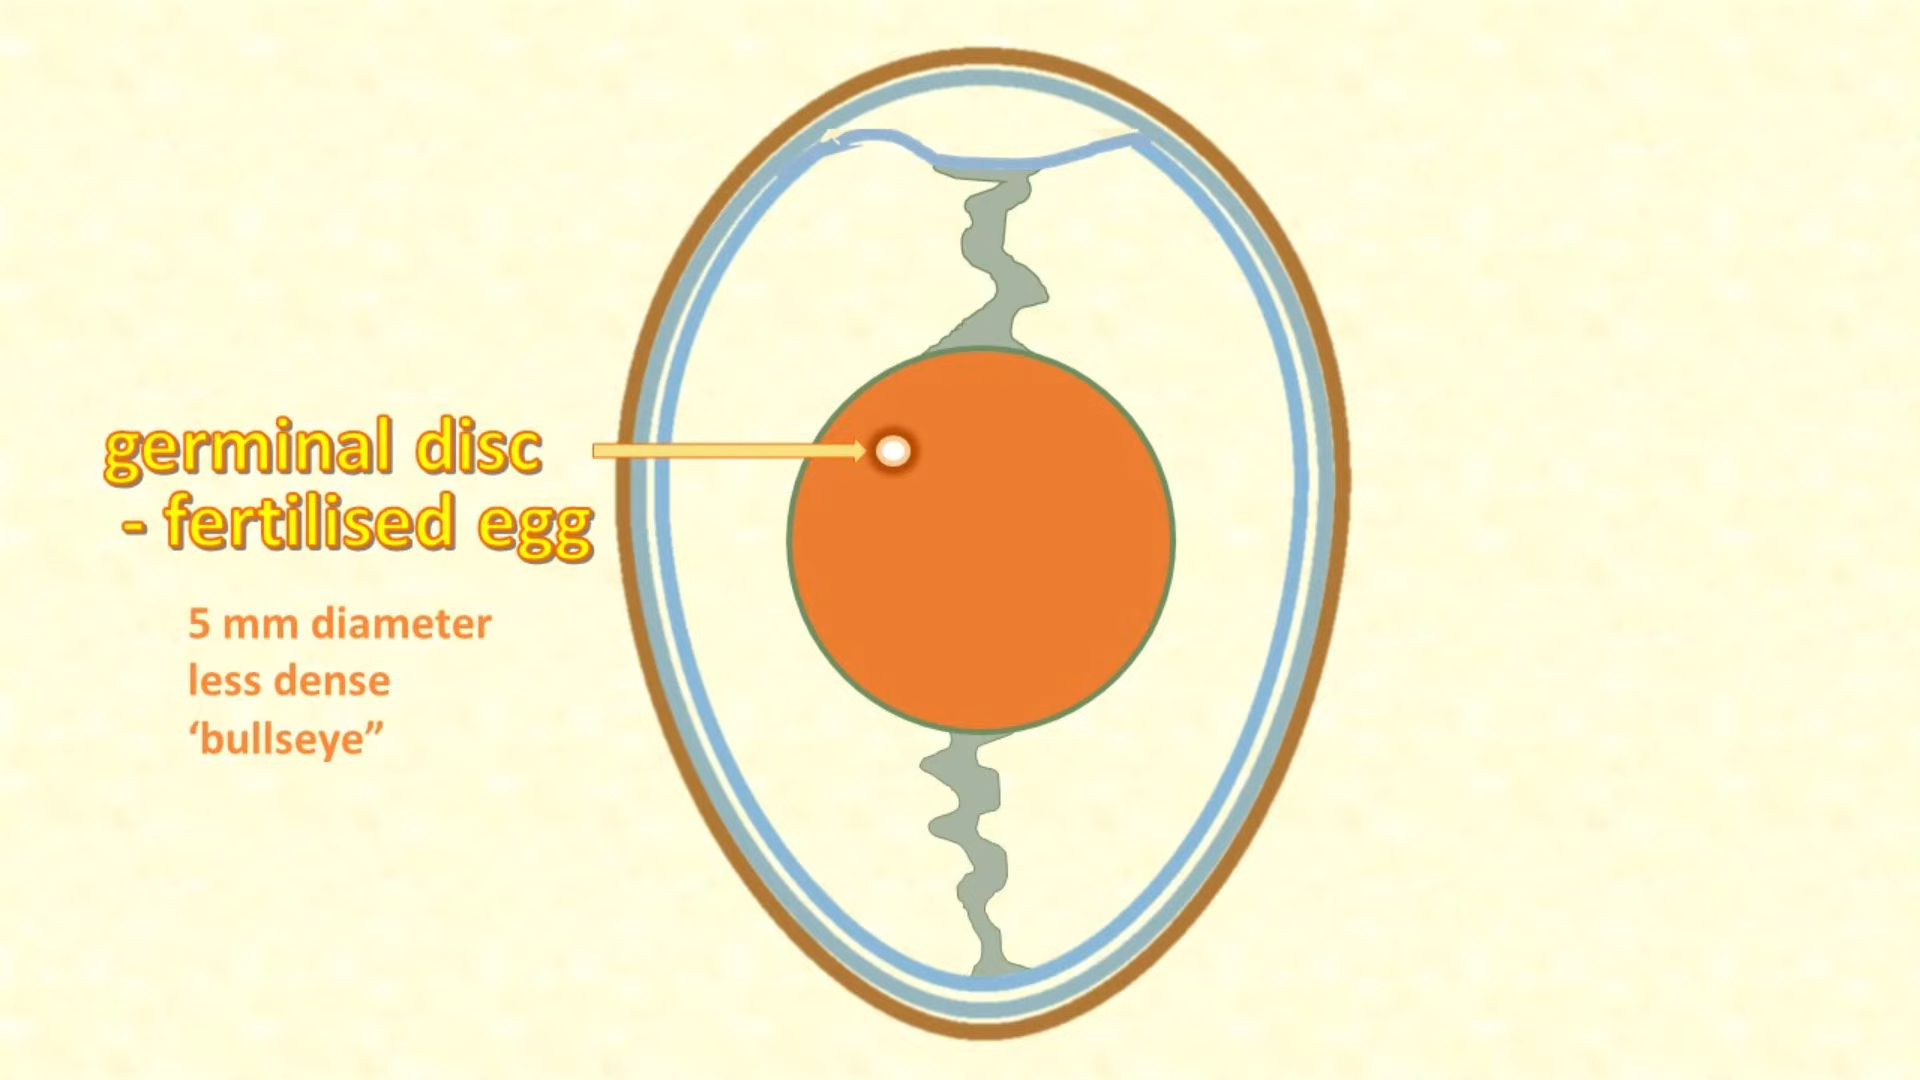 germinal disc
- fertilised egg
5 mm diameter
less dense
‘bullseye”